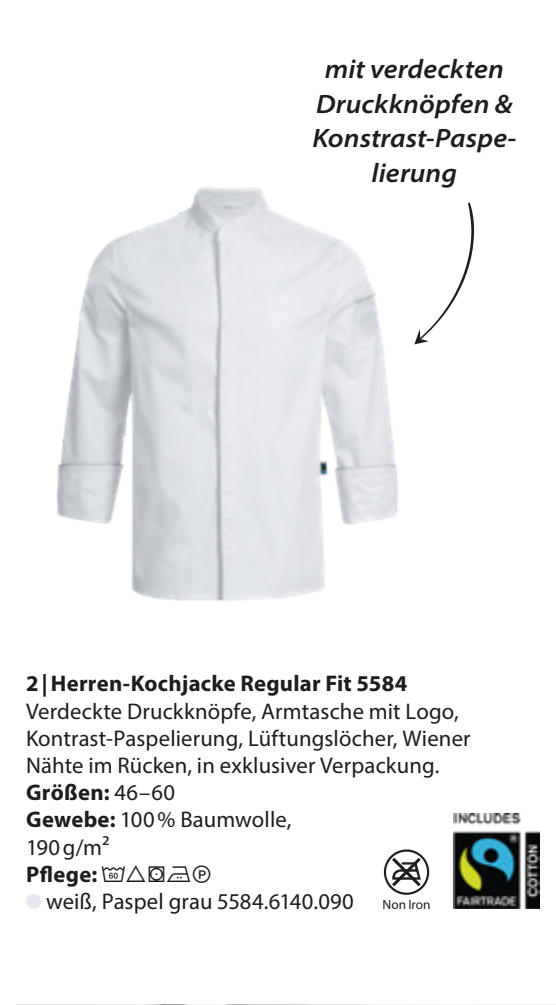 mit verdeckten
Druckknöpfen &
Konstrast-Paspe-
lierung
2|Herren-Kochjacke Regular Fit 5584
Verdeckte Druckknöpfe, Armtasche mit Logo,
Kontrast-Paspelierung, Lüftungslöcher, Wiener
Nähte im Rücken, in exklusiver Verpackung.
Größen: 46–60
Gewebe: 100% Baumwolle,
190g/m²
Pflege: 60 P
weiß, Paspel grau 5584.6140.090
Non Iron
INCLUDES
FAIRTRADE
®
COTTON